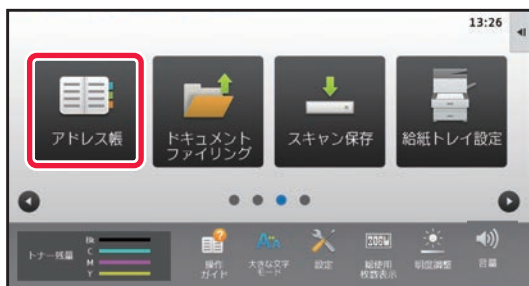 13:26
アドレス帳
ドキュメント
ファイリング
スキャン保存
給紙トレイ設定
トナー残量
Bk
C
M
Y
操作
ガイド
大きな文字
モード
設定
総使用
枚数表示
明度調整
音量